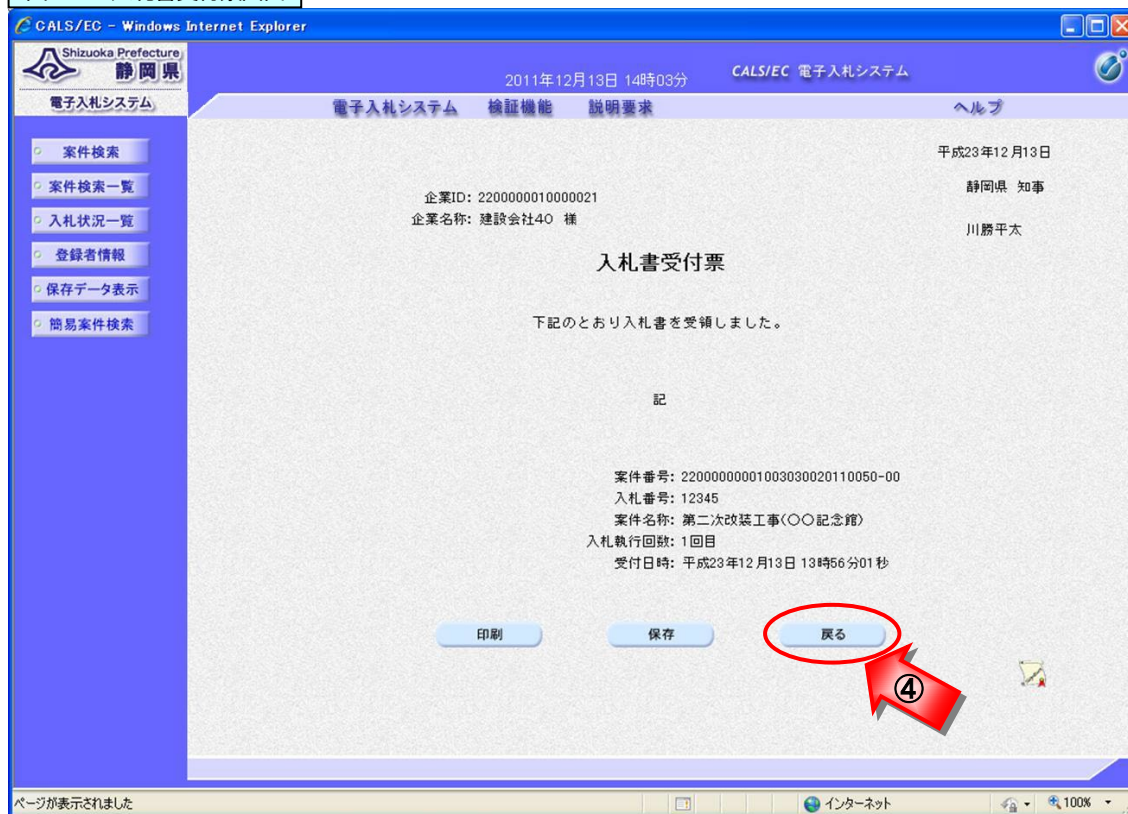 CALS/EC - Windows Internet Explorer
Shizuoka Prefecture
静岡県
2011年12月13日 14時03分
CALS/EC 電子入札システム
電子入札システム
電子入札システム 検証機能 説明要求 ヘルプ
案件検索
案件検索一覧
入札状況一覧
登録者情報
保存データ表示
簡易案件検索
平成23年12月13日
静岡県 知事
企業ID: 2200000010000021
企業名称: 建設会社40 様
川勝平太
入札書受付票
下記のとおり入札書を受領しました。
記
案件番号: 22000000001003030020110050-00
入札番号: 12345
案件名称: 第二次改装工事(○○記念館)
入札執行回数: 1回目
受付日時: 平成23年12月13日 13時56分01秒
印刷 保存 戻る
④
ページが表示されました インターネット 100%